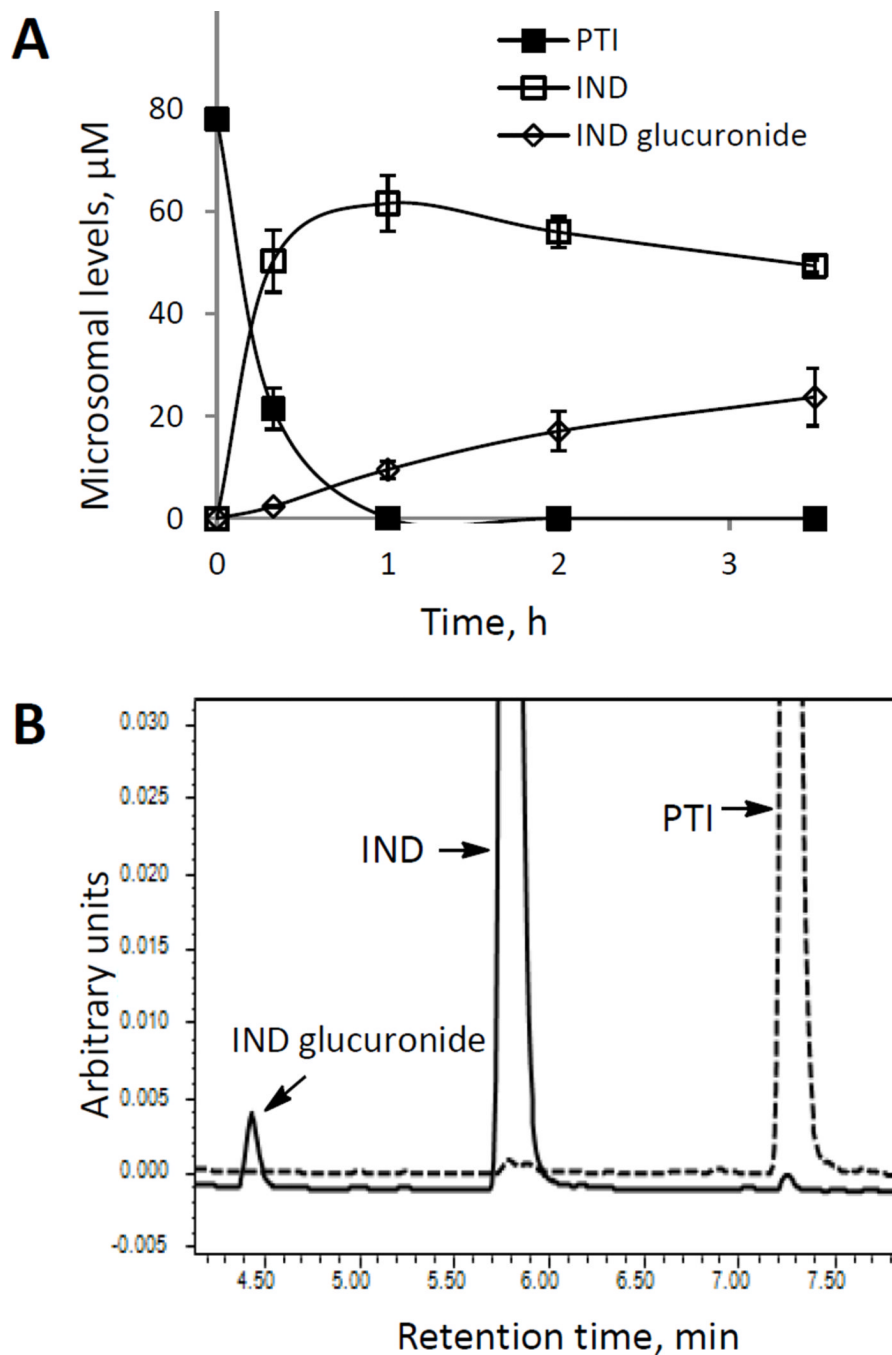 A
PTI
IND
IND glucuronide
Microsomal levels, µM
80
60
40
20
0
0 1 2 3
Time, h
B
Arbitrary units
0.030
0.025
0.020
0.015
0.010
0.005
0.000
-0.005
IND
PTI
IND glucuronide
4.50 5.00 5.50 6.00 6.50 7.00 7.50
Retention time, min